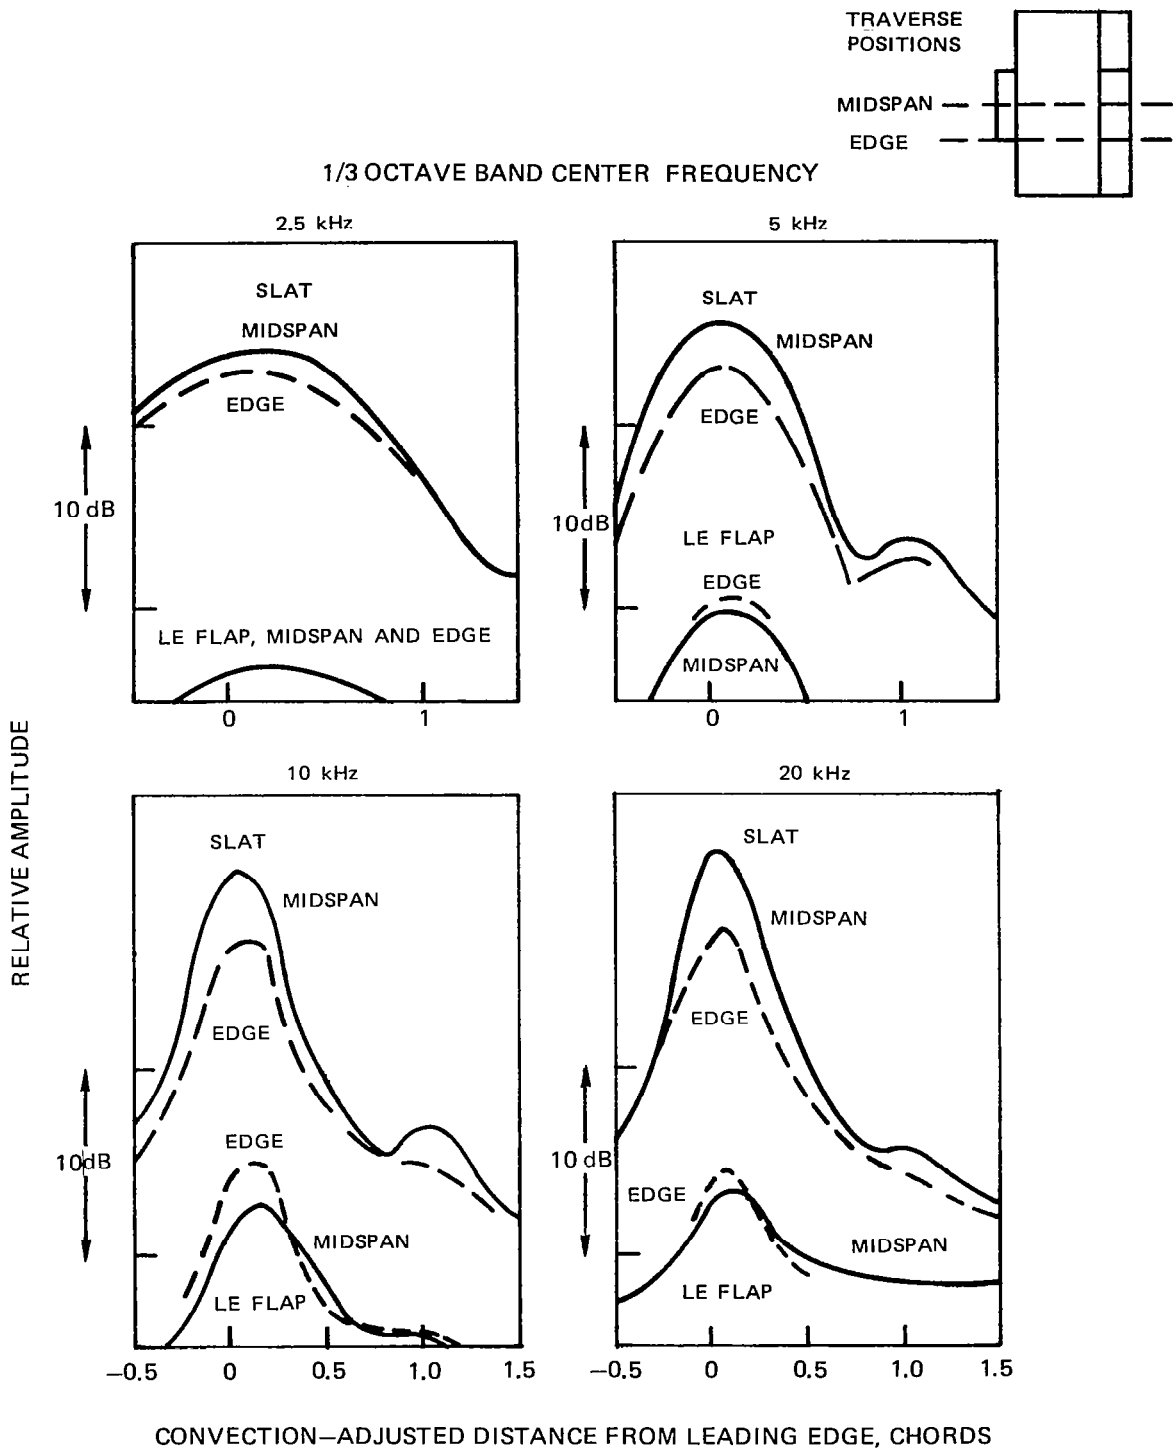 TRAVERSE
POSITIONS
MIDSPAN
EDGE
1/3 OCTAVE BAND CENTER FREQUENCY
2.5 kHz
SLAT
MIDSPAN
EDGE
10 dB
LE FLAP, MIDSPAN AND EDGE
0 1
5 kHz
SLAT
MIDSPAN
EDGE
10dB
LE FLAP
EDGE
MIDSPAN
0 1
RELATIVE AMPLITUDE
10 kHz
SLAT
MIDSPAN
EDGE
10dB
EDGE
MIDSPAN
LE FLAP
−0.5 0 0.5 1.0 1.5
20 kHz
SLAT
MIDSPAN
EDGE
10 dB
EDGE
MIDSPAN
LE FLAP
−0.5 0 0.5 1.0 1.5
CONVECTION—ADJUSTED DISTANCE FROM LEADING EDGE, CHORDS